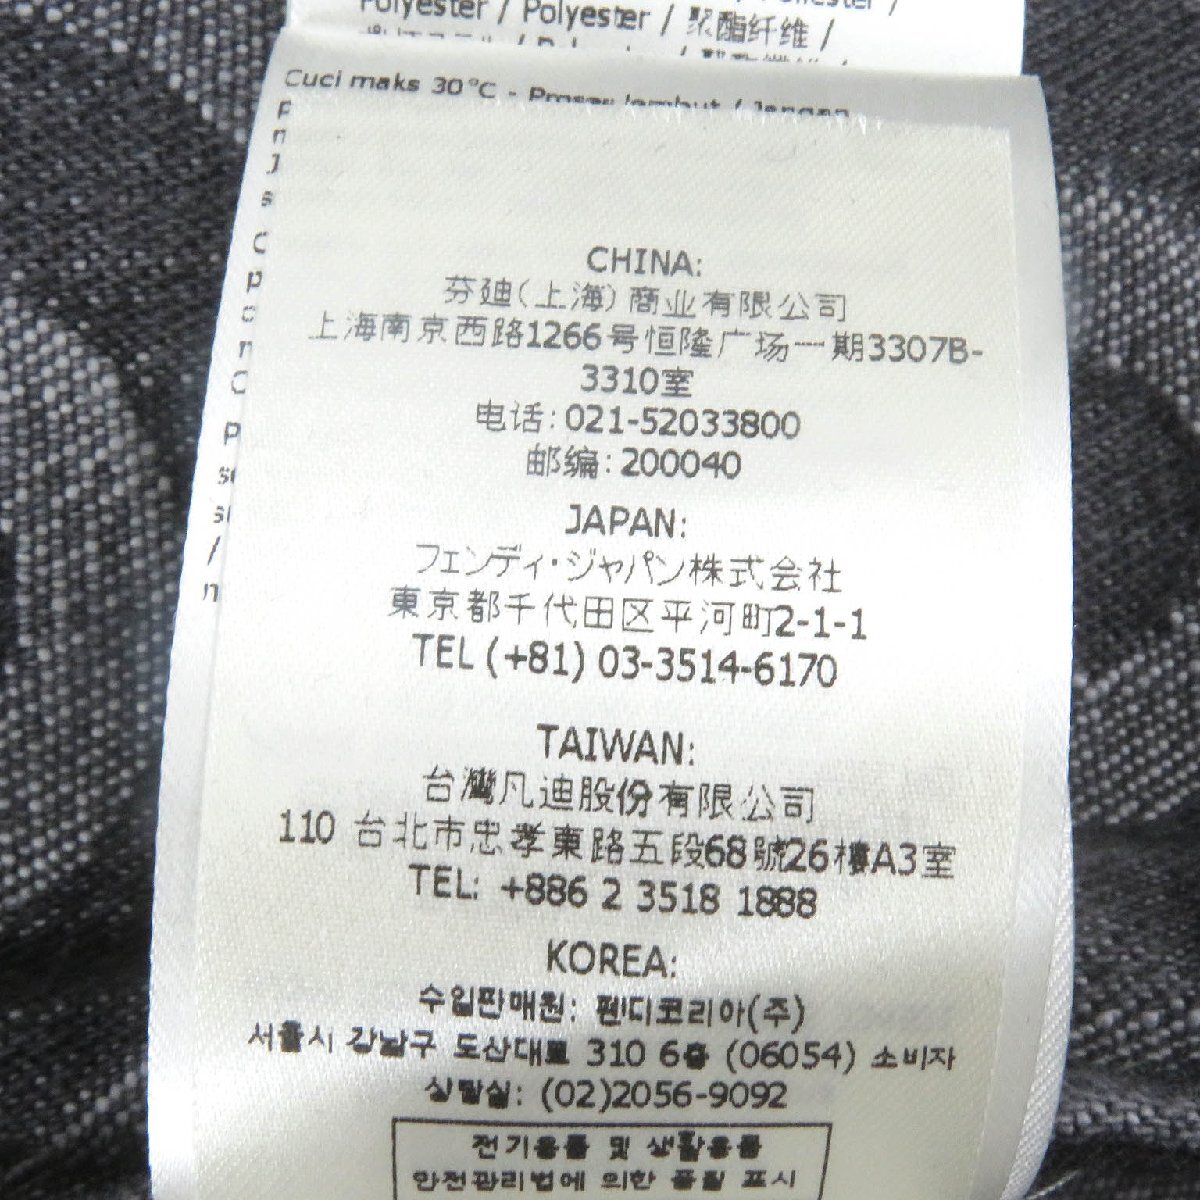 Polyester / Polyester / 聚酯纤维 /
Cuci maks 30°C - Proses lembut / Jangan
CHINA:
芬迪(上海)商业有限公司
上海南京西路1266号恒隆广场一期3307B-
3310室
电话: 021-52033800
邮编: 200040
JAPAN:
フェンディ・ジャパン株式会社
東京都千代田区平河町2-1-1
TEL (+81) 03-3514-6170
TAIWAN:
台灣凡迪股份有限公司
110 台北市忠孝東路五段68號26樓A3室
TEL: +886 2 3518 1888
KOREA:
수입판매원: 펜디코리아(주)
서울시 강남구 도산대로 310 6층 (06054) 소비자
상담실: (02)2056-9092
전기용품 및 생활용품
안전관리법에 의한 품질 표시